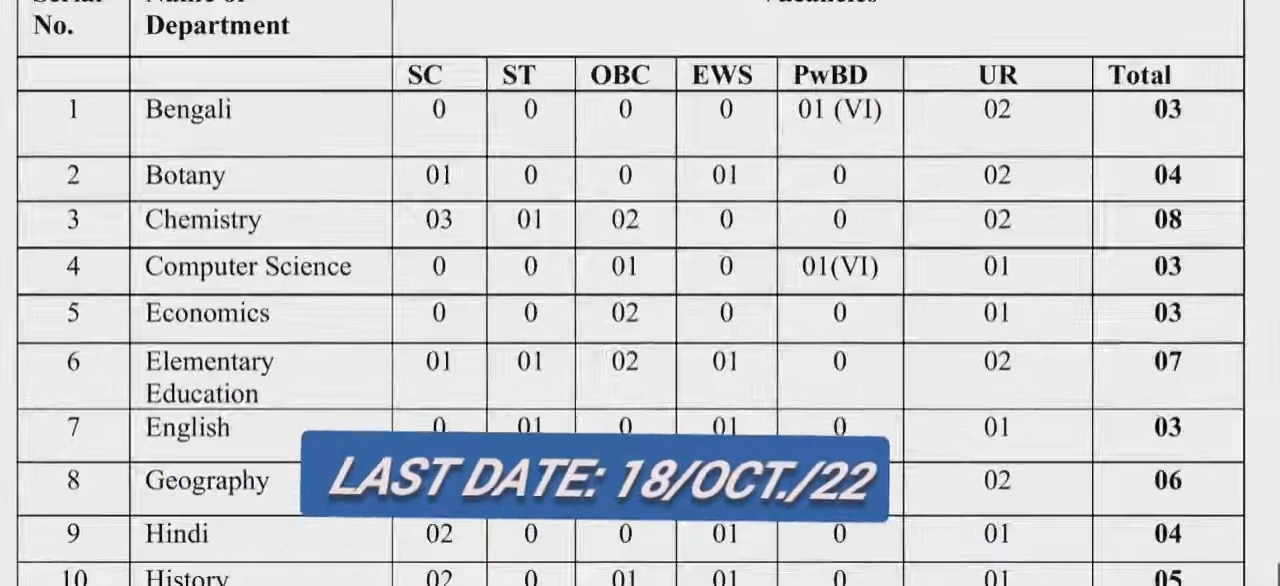 No. Department
SC ST OBC EWS PwBD UR Total
1 Bengali 0 0 0 0 01 (VI) 02 03
2 Botany 01 0 0 01 0 02 04
3 Chemistry 03 01 02 0 0 02 08
4 Computer Science 0 0 01 0 01(VI) 01 03
5 Economics 0 0 02 0 0 01 03
6 Elementary 01 01 02 01 0 02 07
Education
7 English 0 01 0 01 0 01 03
8 Geography 02 06
LAST DATE: 18/OCT./22
9 Hindi 02 0 0 01 0 01 04
10 History 02 0 01 01 0 01 05